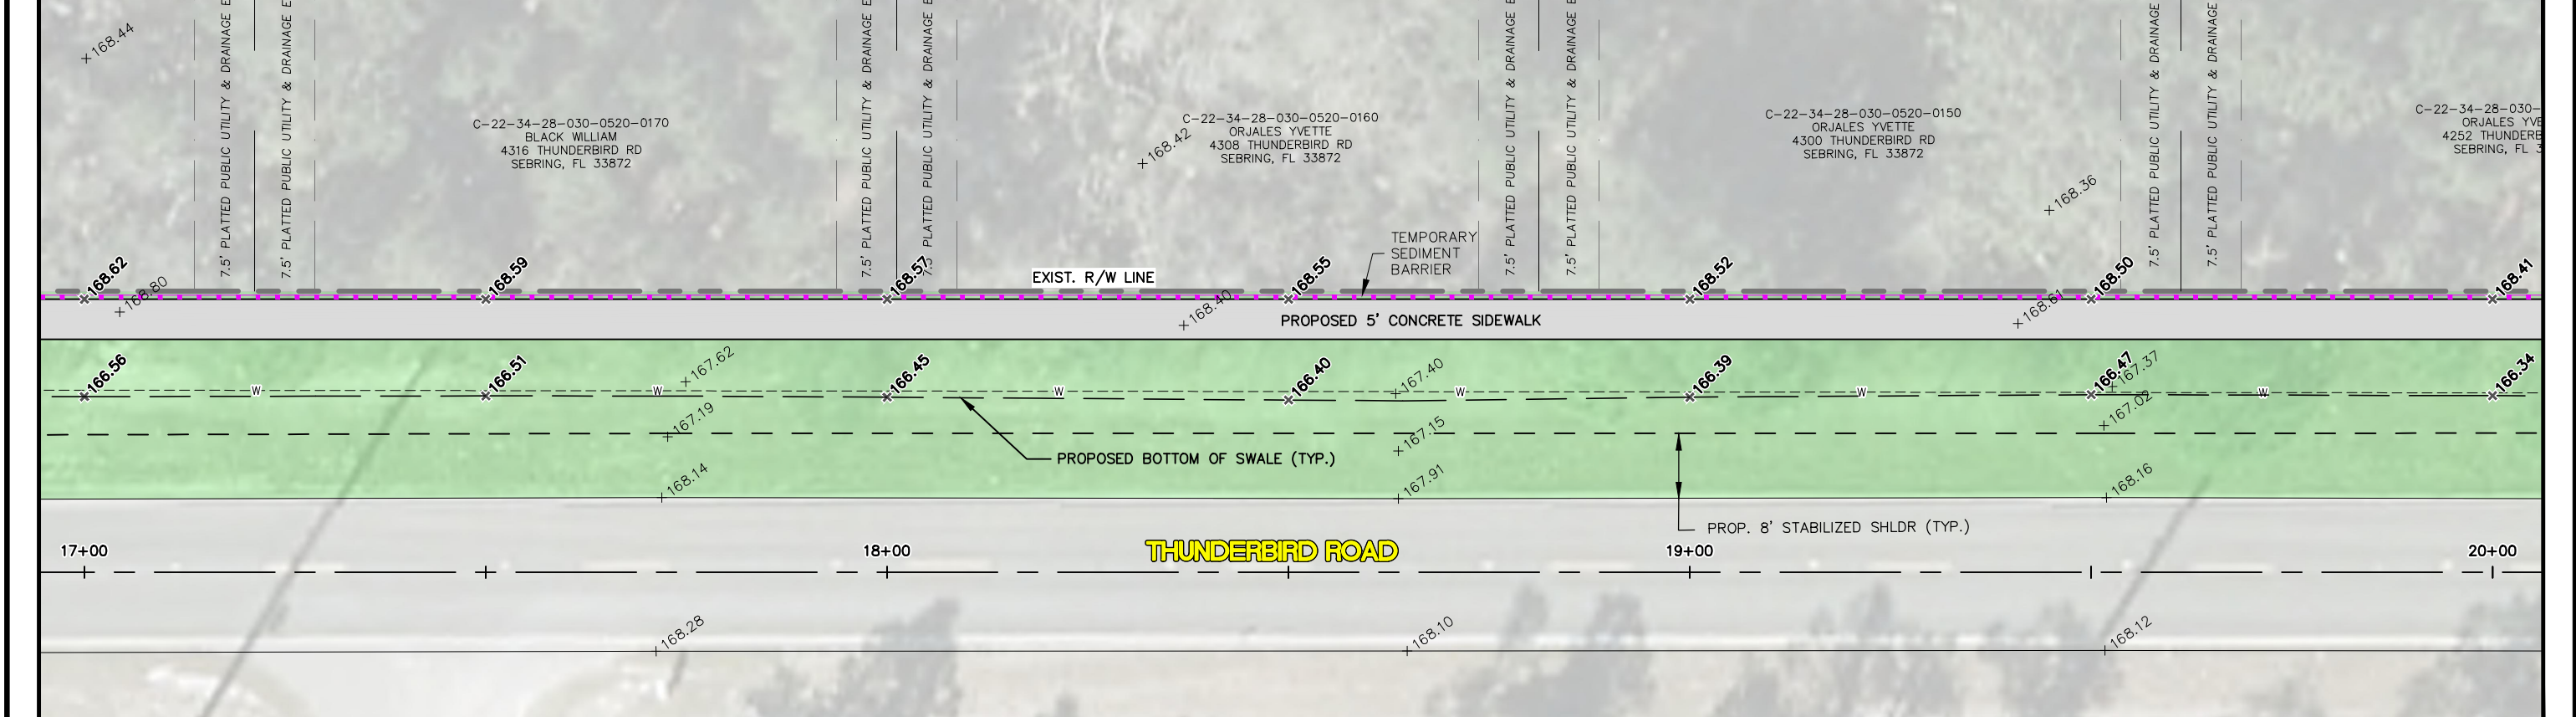 168.44
7.5' PLATTED PUBLIC UTILITY & DRAINAGE E
7.5' PLATTED PUBLIC UTILITY & DRAINAGE E
C-22-34-28-030-0520-0170
BLACK WILLIAM
4316 THUNDERBIRD RD
SEBRING, FL 33872
7.5' PLATTED PUBLIC UTILITY & DRAINAGE E
7.5' PLATTED PUBLIC UTILITY & DRAINAGE E
C-22-34-28-030-0520-0160
ORJALES YVETTE
4308 THUNDERBIRD RD
SEBRING, FL 33872
168.42
7.5' PLATTED PUBLIC UTILITY & DRAINAGE E
7.5' PLATTED PUBLIC UTILITY & DRAINAGE E
C-22-34-28-030-0520-0150
ORJALES YVETTE
4300 THUNDERBIRD RD
SEBRING, FL 33872
168.36
7.5' PLATTED PUBLIC UTILITY & DRAINAGE
7.5' PLATTED PUBLIC UTILITY & DRAINAGE
C-22-34-28-030-
ORJALES YVE
4252 THUNDERB
SEBRING, FL 3
TEMPORARY
SEDIMENT
BARRIER
EXIST. R/W LINE
168.62
168.80
168.59
168.57
168.40
168.55
168.52
168.61
168.50
168.41
PROPOSED 5' CONCRETE SIDEWALK
166.56
W
166.51
W
167.62
166.45
W
166.40
167.40
W
166.39
W
166.47
167.37
W
166.34
167.19
167.15
167.02
PROPOSED BOTTOM OF SWALE (TYP.)
168.14
167.91
168.16
PROP. 8' STABILIZED SHLDR (TYP.)
17+00
18+00
THUNDERBIRD ROAD
19+00
20+00
168.28
168.10
168.12